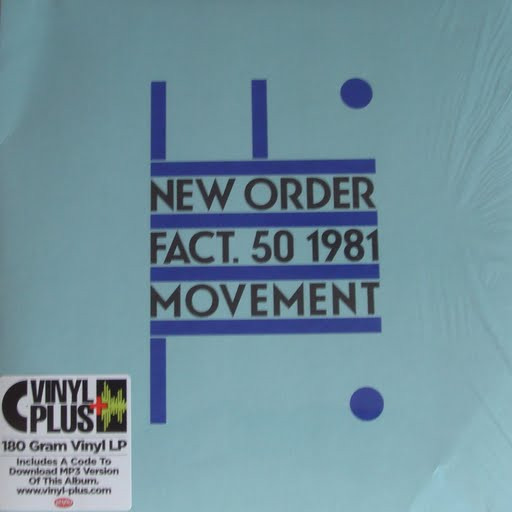 NEW ORDER
FACT. 50 1981
MOVEMENT
VINYL
PLUS+
180 Gram Vinyl LP
Includes A Code To
Download MP3 Version
Of This Album.
www.vinyl-plus.com